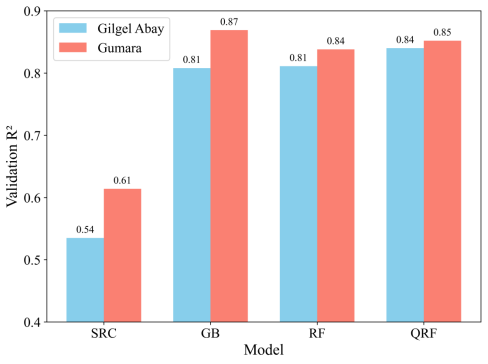 0.9
0.8
0.7
0.6
0.5
0.4
Validation R²
Gilgel Abay
Gumara
0.54
0.61
0.81
0.87
0.81
0.84
0.84
0.85
SRC GB RF QRF
Model